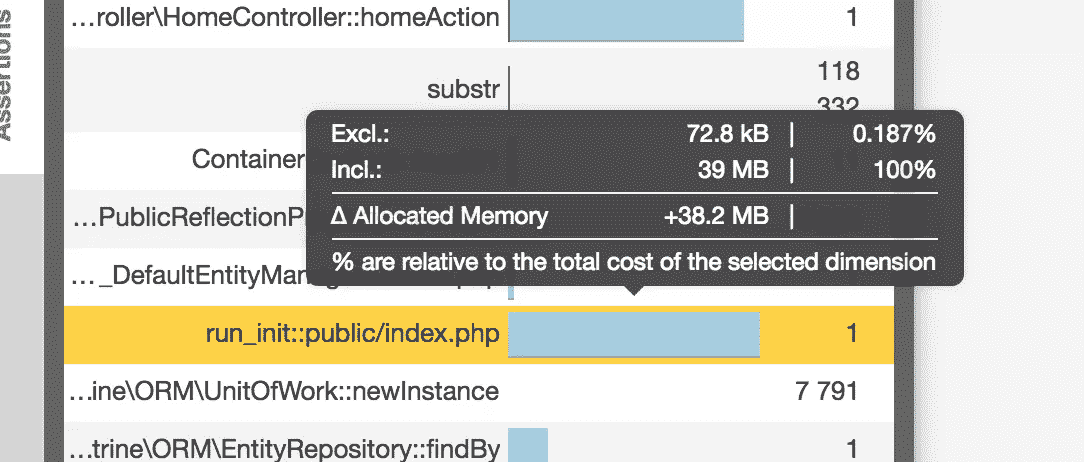 Assertions
…roller\HomeController::homeAction 1
substr 118
332
Container
…PublicReflectionP
…_DefaultEntityMan
Excl.: 72.8 kB | 0.187%
Incl.: 39 MB | 100%
Δ Allocated Memory +38.2 MB |
% are relative to the total cost of the selected dimension
run_init::public/index.php 1
…ine\ORM\UnitOfWork::newInstance 7 791
…trine\ORM\EntityRepository::findBy 1